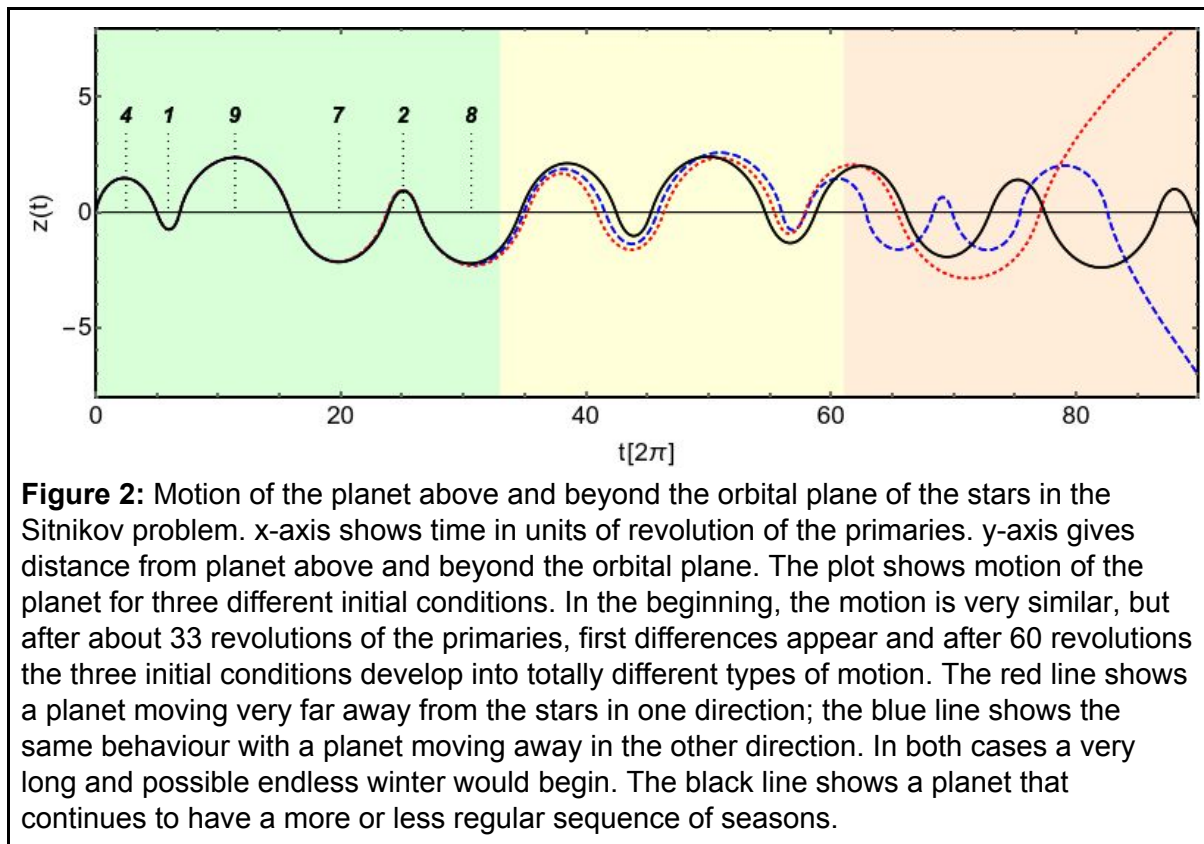 5
4 1 9 7 2 8
z(t)
0
−5
0 20 40 60 80
t[2π]
Figure 2: Motion of the planet above and beyond the orbital plane of the stars in the
Sitnikov problem. x-axis shows time in units of revolution of the primaries. y-axis gives
distance from planet above and beyond the orbital plane. The plot shows motion of the
planet for three different initial conditions. In the beginning, the motion is very similar, but
after about 33 revolutions of the primaries, first differences appear and after 60 revolutions
the three initial conditions develop into totally different types of motion. The red line shows
a planet moving very far away from the stars in one direction; the blue line shows the
same behaviour with a planet moving away in the other direction. In both cases a very
long and possible endless winter would begin. The black line shows a planet that
continues to have a more or less regular sequence of seasons.